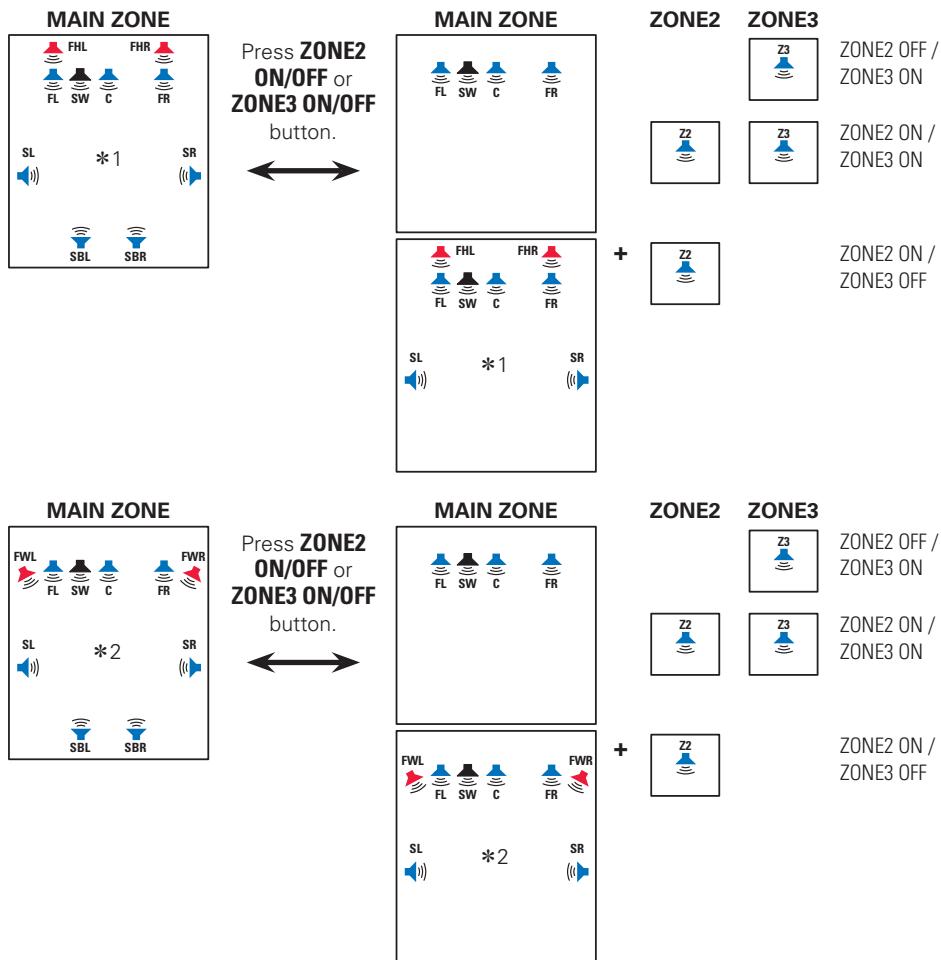 MAIN ZONE
FHL FHR
FL SW C FR
SL SR
*1
SBL SBR
Press ZONE2
ON/OFF or
ZONE3 ON/OFF
button.
MAIN ZONE
FL SW C FR
ZONE2 ZONE3
Z3
ZONE2 OFF /
ZONE3 ON
Z2 Z3
ZONE2 ON /
ZONE3 ON
FHL FHR
FL SW C FR
SL SR
*1
+
Z2
ZONE2 ON /
ZONE3 OFF
MAIN ZONE
FWL FWR
FL SW C FR
SL SR
*2
SBL SBR
Press ZONE2
ON/OFF or
ZONE3 ON/OFF
button.
MAIN ZONE
FL SW C FR
ZONE2 ZONE3
Z3
ZONE2 OFF /
ZONE3 ON
Z2 Z3
ZONE2 ON /
ZONE3 ON
FWL FWR
FL SW C FR
SL SR
*2
+
Z2
ZONE2 ON /
ZONE3 OFF